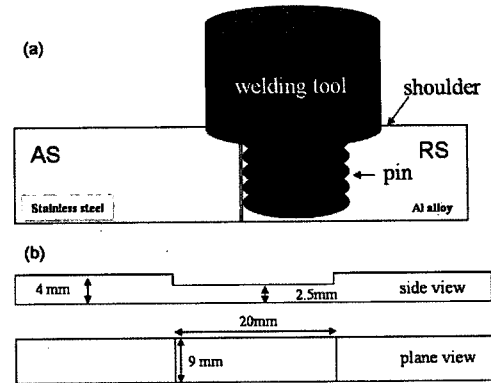 (a)
welding tool
shoulder
AS
RS
pin
Stainless steel
Al alloy
(b)
4 mm
2.5mm
side view
20mm
9 mm
plane view